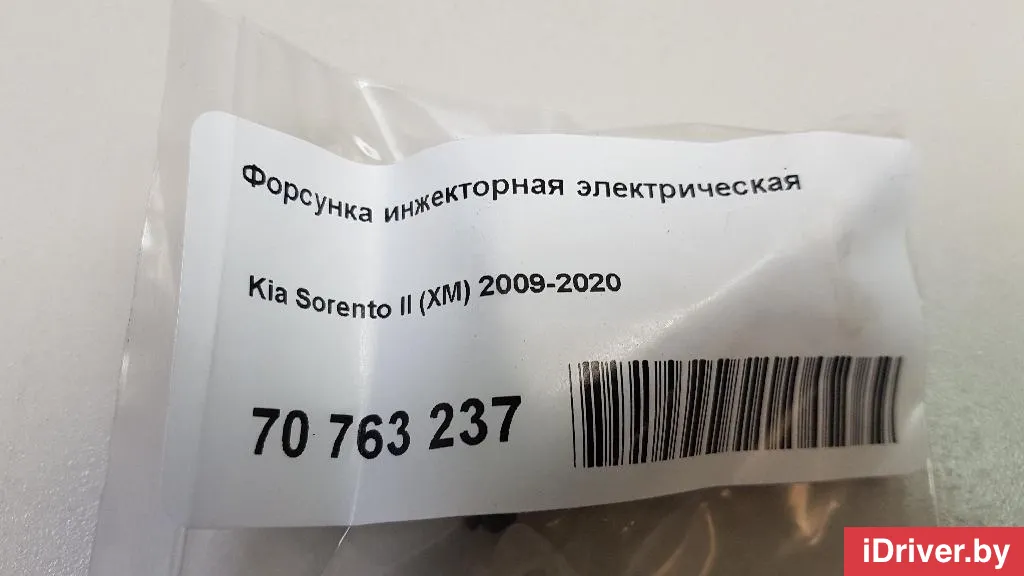 Форсунка инжекторная электрическая
Kia Sorento II (XM) 2009-2020
70 763 237
iDriver.by